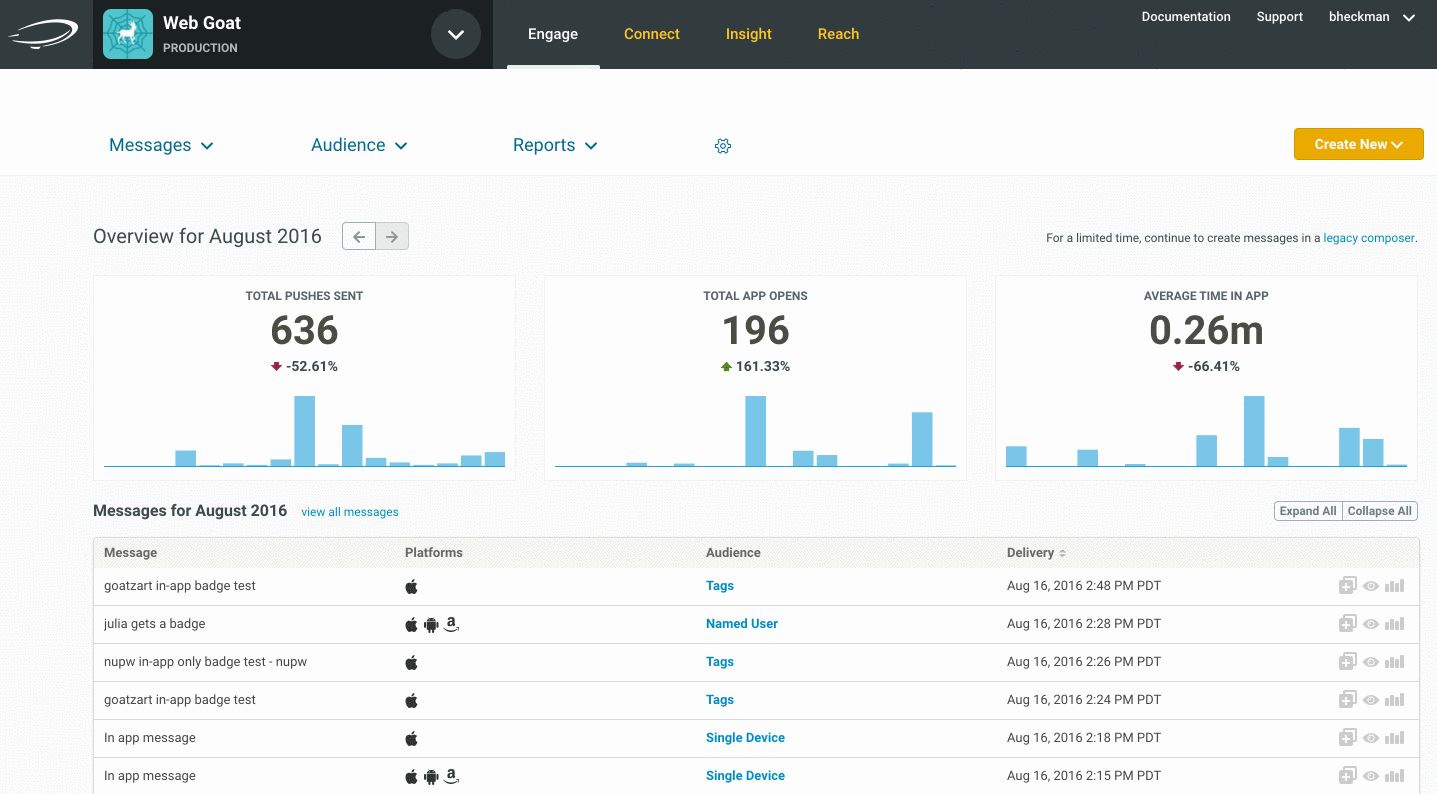 Web Goat
PRODUCTION
Engage Connect Insight Reach
Documentation Support bheckman
Messages Audience Reports
Create New
Overview for August 2016
For a limited time, continue to create messages in a legacy composer.
TOTAL PUSHES SENT
636
-52.61%
TOTAL APP OPENS
196
161.33%
AVERAGE TIME IN APP
0.26m
-66.41%
Messages for August 2016 view all messages
Expand All Collapse All
Message Platforms Audience Delivery
goatzart in-app badge test Tags Aug 16, 2016 2:48 PM PDT
julia gets a badge Named User Aug 16, 2016 2:28 PM PDT
nupw in-app only badge test - nupw Tags Aug 16, 2016 2:26 PM PDT
goatzart in-app badge test Tags Aug 16, 2016 2:24 PM PDT
In app message Single Device Aug 16, 2016 2:18 PM PDT
In app message Single Device Aug 16, 2016 2:15 PM PDT